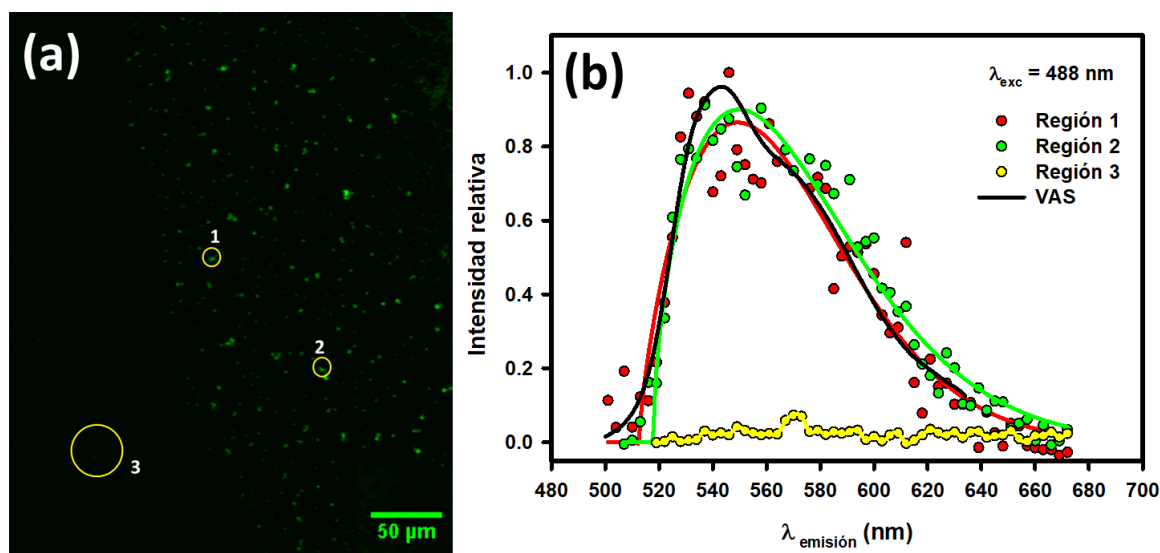 (a)
1
2
3
50 µm
(b)
λexc = 488 nm
Región 1
Región 2
Región 3
VAS
Intensidad relativa
1.0
0.8
0.6
0.4
0.2
0.0
480 500 520 540 560 580 600 620 640 660 680 700
λ emisión (nm)